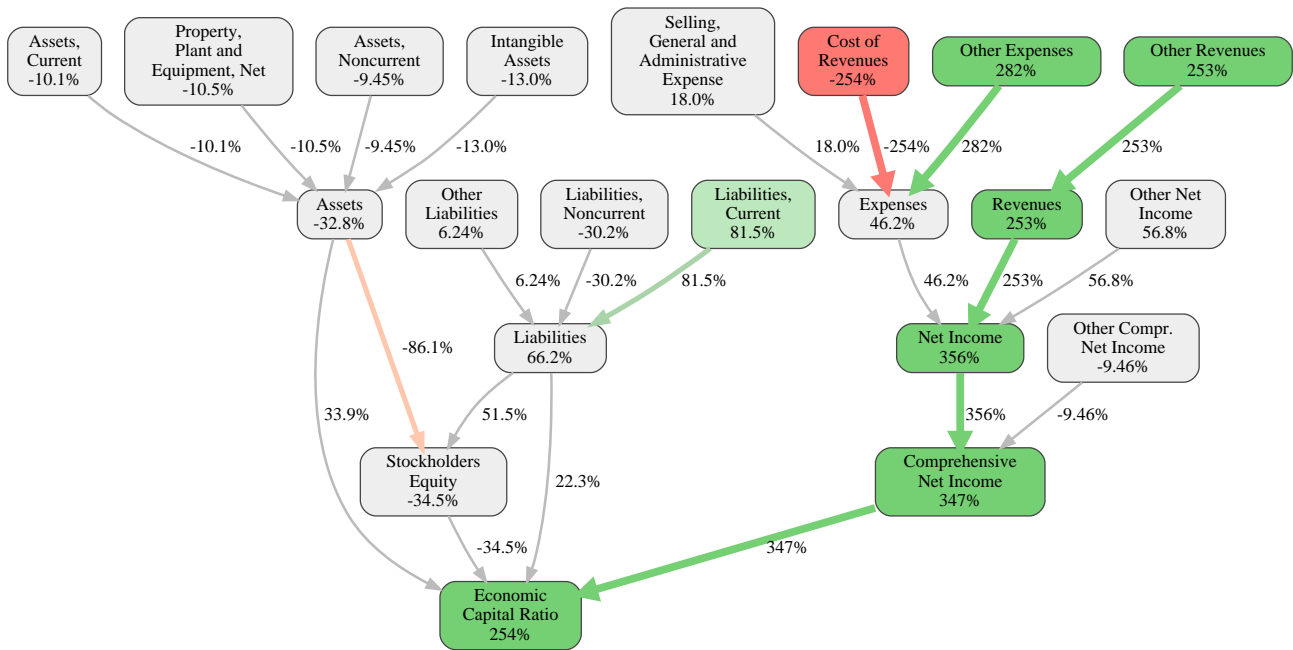 Assets,
Current
-10.1%
Property,
Plant and
Equipment, Net
-10.5%
Assets,
Noncurrent
-9.45%
Intangible
Assets
-13.0%
Selling,
General and
Administrative
Expense
18.0%
Cost of
Revenues
-254%
Other Expenses
282%
Other Revenues
253%
-10.1%
-10.5%
-9.45%
-13.0%
18.0%
-254%
282%
253%
Assets
-32.8%
Other
Liabilities
6.24%
Liabilities,
Noncurrent
-30.2%
Liabilities,
Current
81.5%
Expenses
46.2%
Revenues
253%
Other Net
Income
56.8%
6.24%
-30.2%
81.5%
46.2%
253%
56.8%
-86.1%
Liabilities
66.2%
Net Income
356%
Other Compr.
Net Income
-9.46%
33.9%
51.5%
356%
-9.46%
Stockholders
Equity
-34.5%
22.3%
Comprehensive
Net Income
347%
-34.5%
347%
Economic
Capital Ratio
254%